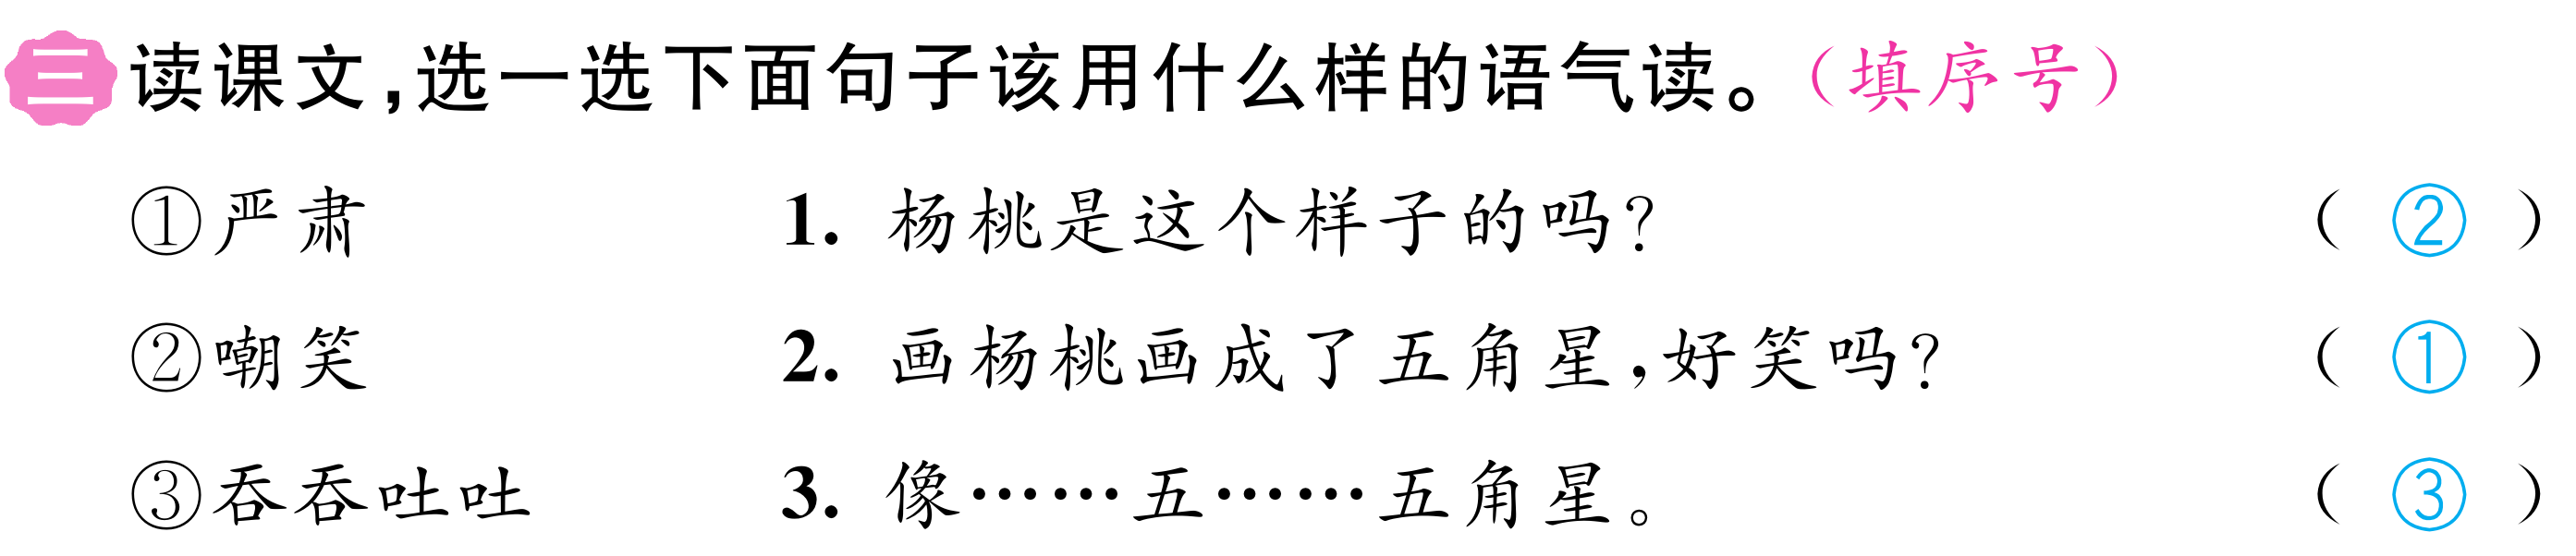 三 读课文,选一选下面句子该用什么样的语气读。(填序号)
①严肃 1. 杨桃是这个样子的吗? ( ② )
②嘲笑 2. 画杨桃画成了五角星,好笑吗? ( ① )
③吞吞吐吐 3. 像……五……五角星。 ( ③ )